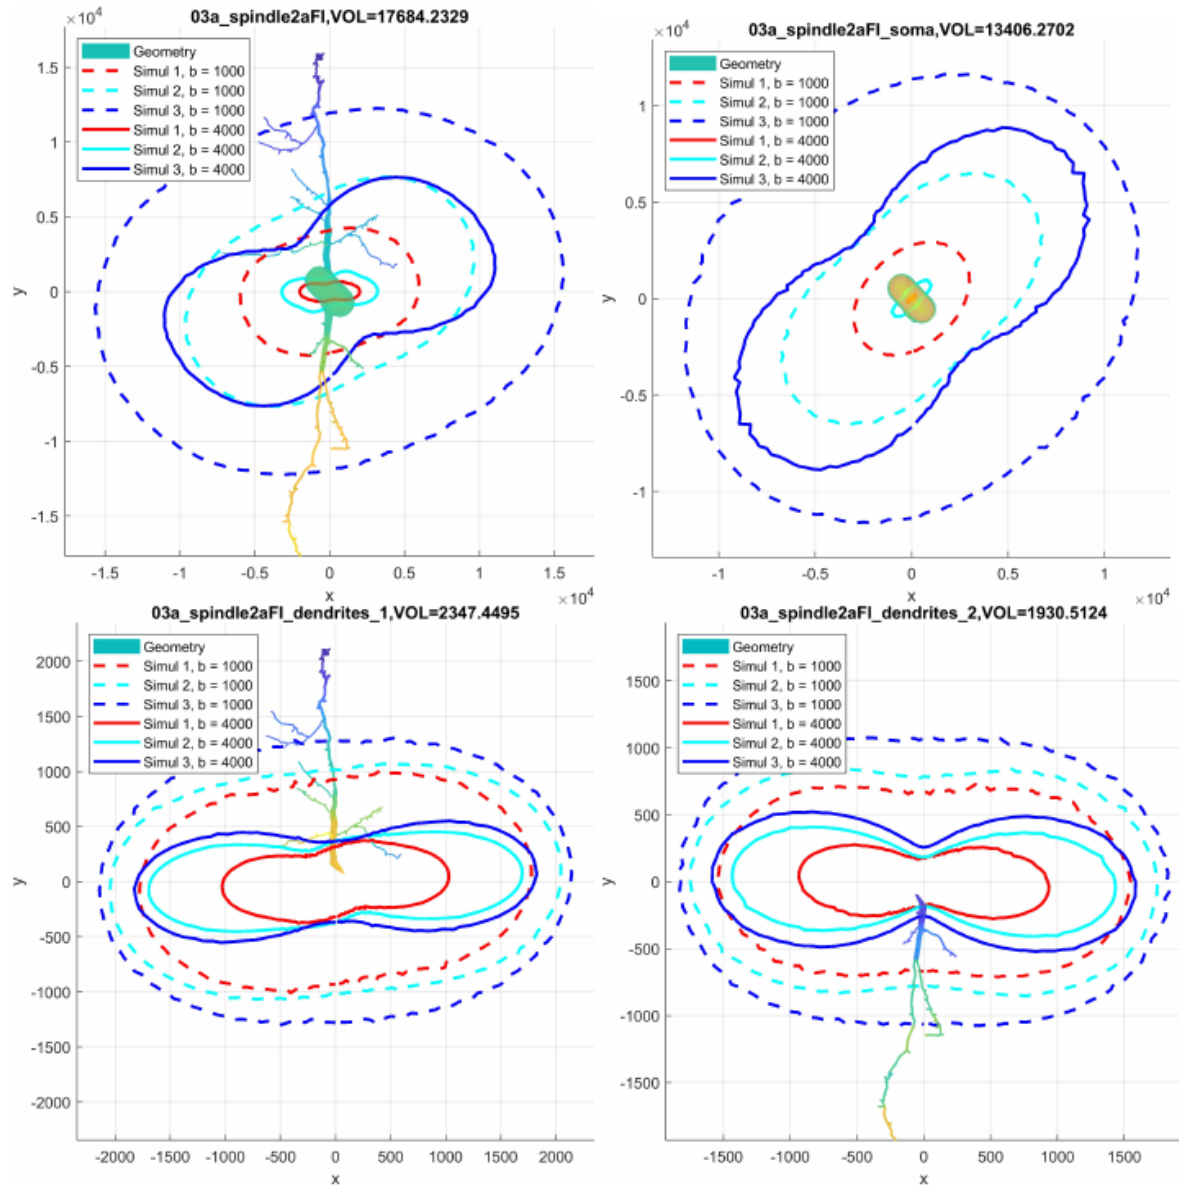 ×10⁴
03a_spindle2aFI,VOL=17684.2329
Geometry
Simul 1, b = 1000
Simul 2, b = 1000
Simul 3, b = 1000
Simul 1, b = 4000
Simul 2, b = 4000
Simul 3, b = 4000
1.5
1
0.5
0
-0.5
-1
-1.5
y
-1.5 -1 -0.5 0 0.5 1 1.5
x
×10⁴
×10⁴
03a_spindle2aFI_soma,VOL=13406.2702
Geometry
Simul 1, b = 1000
Simul 2, b = 1000
Simul 3, b = 1000
Simul 1, b = 4000
Simul 2, b = 4000
Simul 3, b = 4000
1
0.5
0
-0.5
-1
y
-1 -0.5 0 0.5 1
x
×10⁴
03a_spindle2aFI_dendrites_1,VOL=2347.4495
Geometry
Simul 1, b = 1000
Simul 2, b = 1000
Simul 3, b = 1000
Simul 1, b = 4000
Simul 2, b = 4000
Simul 3, b = 4000
2000
1500
1000
500
0
-500
-1000
-1500
-2000
y
-2000 -1500 -1000 -500 0 500 1000 1500 2000
x
03a_spindle2aFI_dendrites_2,VOL=1930.5124
Geometry
Simul 1, b = 1000
Simul 2, b = 1000
Simul 3, b = 1000
Simul 1, b = 4000
Simul 2, b = 4000
Simul 3, b = 4000
1500
1000
500
0
-500
-1000
-1500
y
-1500 -1000 -500 0 500 1000 1500
x